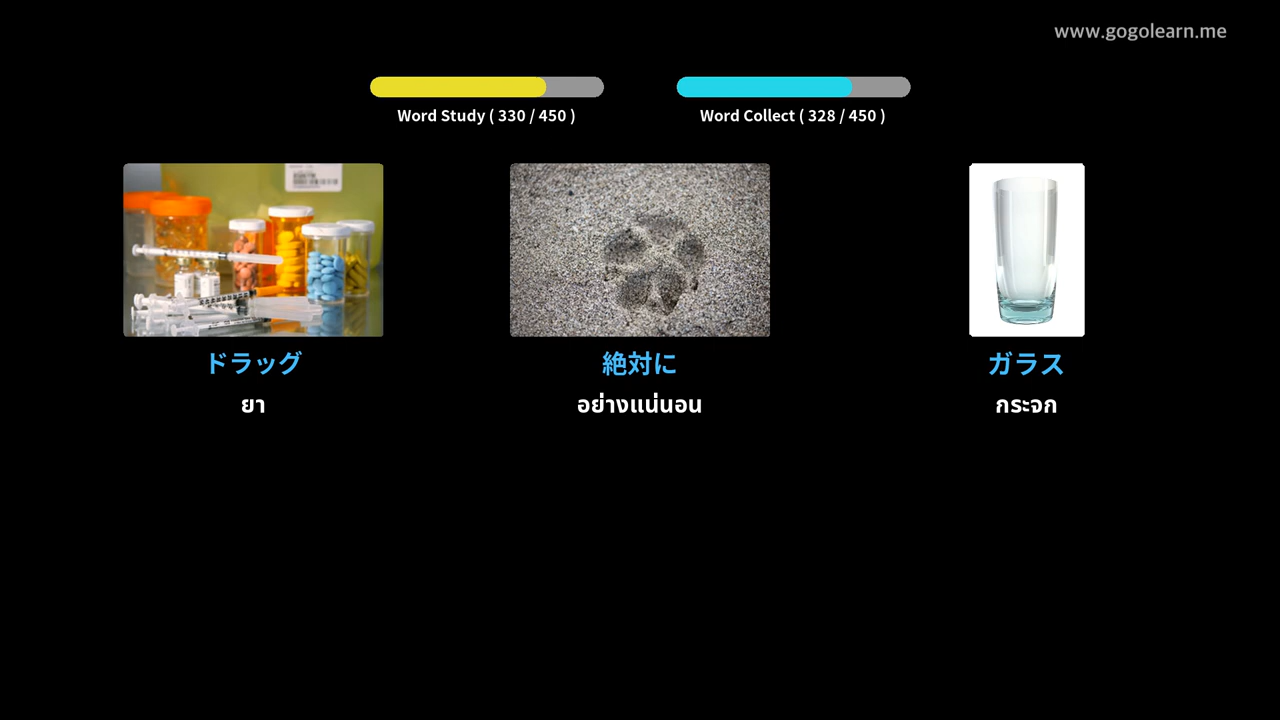 www.gogolearn.me
Word Study ( 330 / 450 )
Word Collect ( 328 / 450 )
ドラッグ
ยา
絶対に
อย่างแน่นอน
ガラス
กระจก